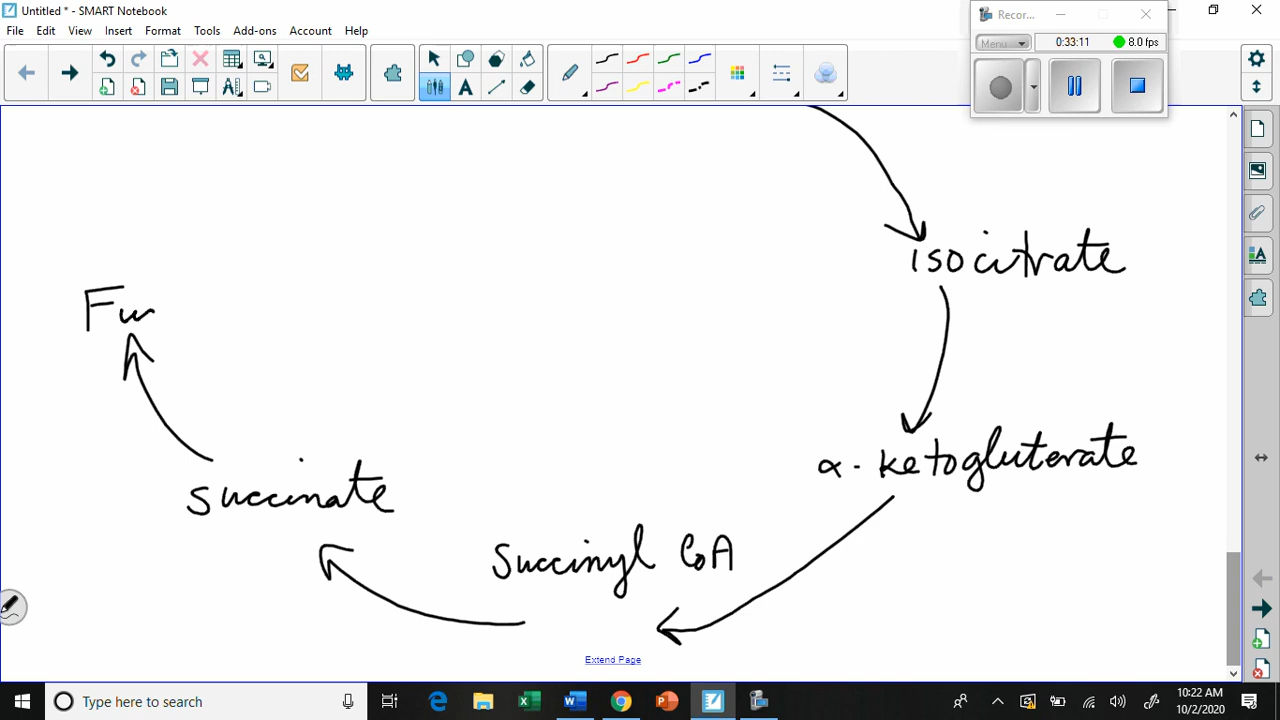 Untitled * - SMART Notebook
File Edit View Insert Format Tools Add-ons Account Help
Recor...
Menu
0:33:11
8.0 fps
isocitrate
Fu
α-ketogluterate
succinate
Succinyl CoA
Extend Page
Type here to search
10:22 AM
10/2/2020